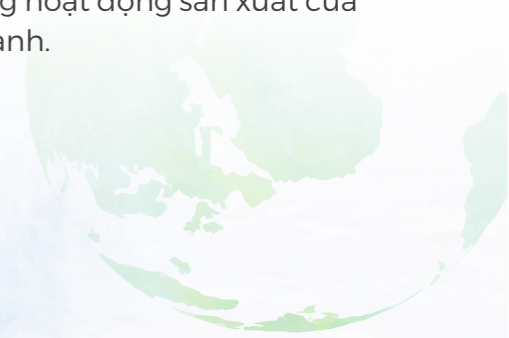 hoạt động sản xuất của
anh.